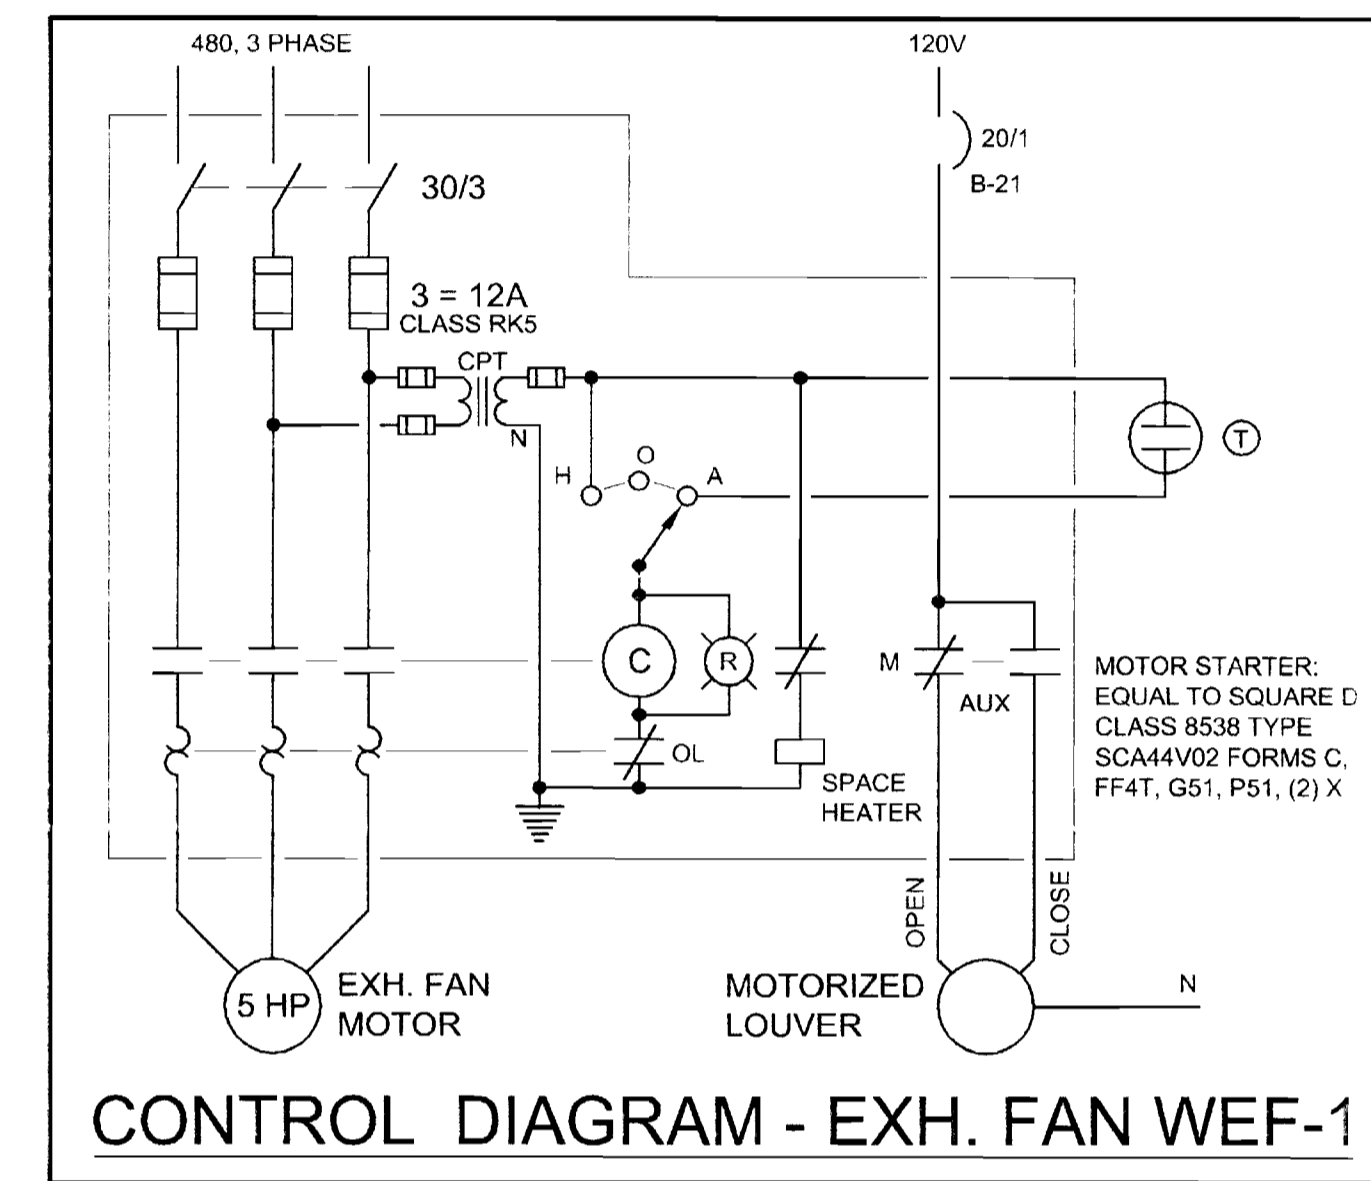 480, 3 PHASE
120V
20/1
B-21
30/3
3 = 12A
CLASS RK5
CPT
N
H
O
A
T
C
R
M
AUX
OL
SPACE
HEATER
MOTOR STARTER:
EQUAL TO SQUARE D
CLASS 8538 TYPE
SCA44V02 FORMS C,
FF4T, G51, P51, (2) X
OPEN
CLOSE
5 HP
EXH. FAN
MOTOR
MOTORIZED
LOUVER
N
CONTROL DIAGRAM - EXH. FAN WEF-1